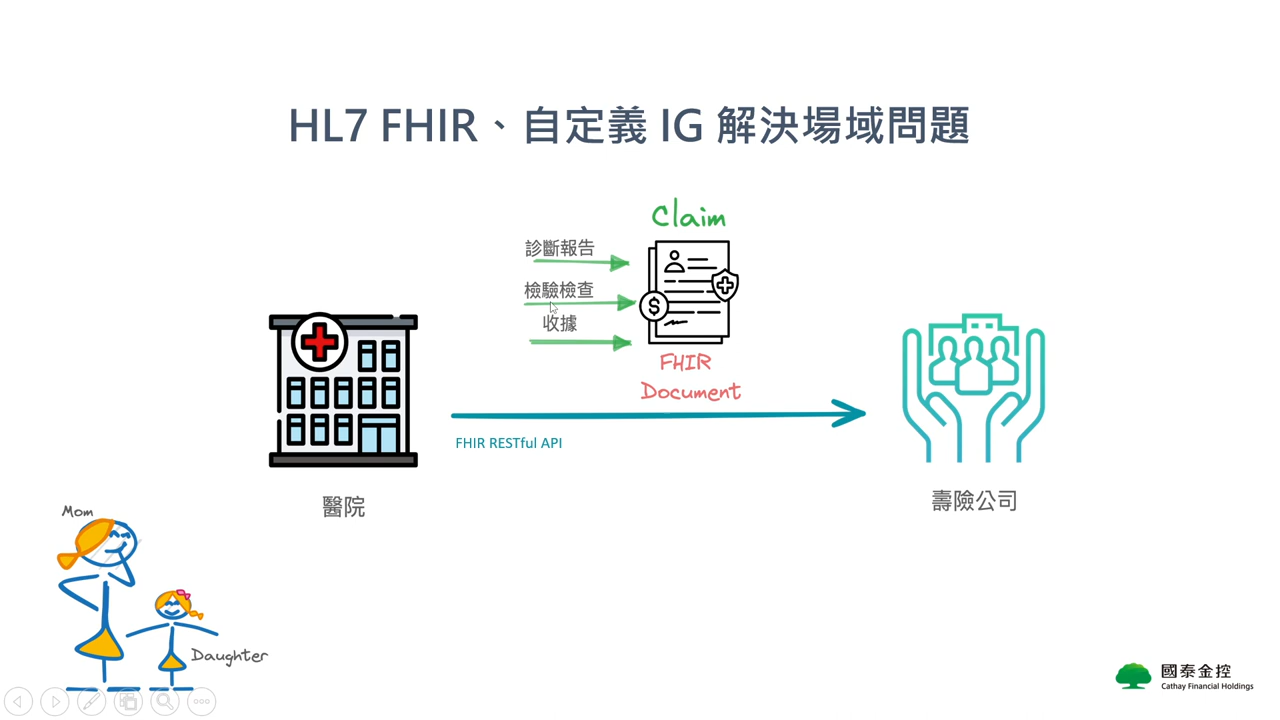 HL7 FHIR、自定義 IG 解決場域問題
Claim
診斷報告
檢驗檢查
收據
FHIR
Document
FHIR RESTful API
醫院
壽險公司
Mom
Daughter
國泰金控
Cathay Financial Holdings